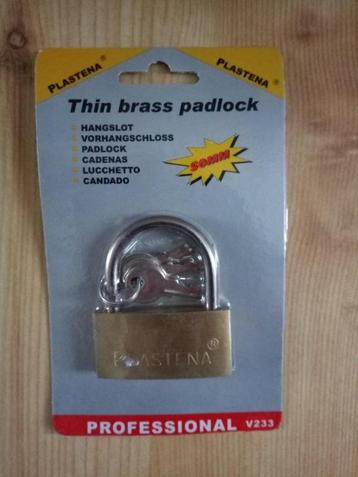 PLASTENA®
PLASTENA®
Thin brass padlock
HANGSLOT
VORHANGSCHLOSS
PADLOCK
CADENAS
LUCCHETTO
CANDADO
50MM
PLASTENA®
PROFESSIONAL V233